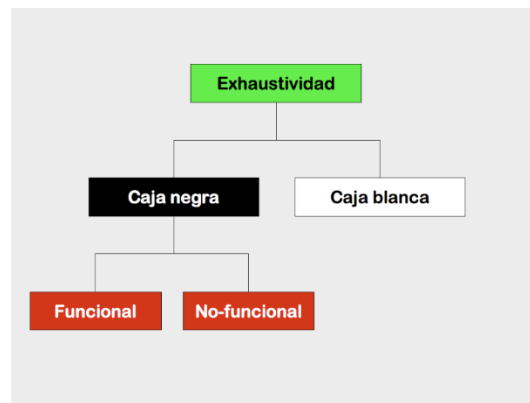 Exhaustividad
Caja negra
Caja blanca
Funcional
No-funcional